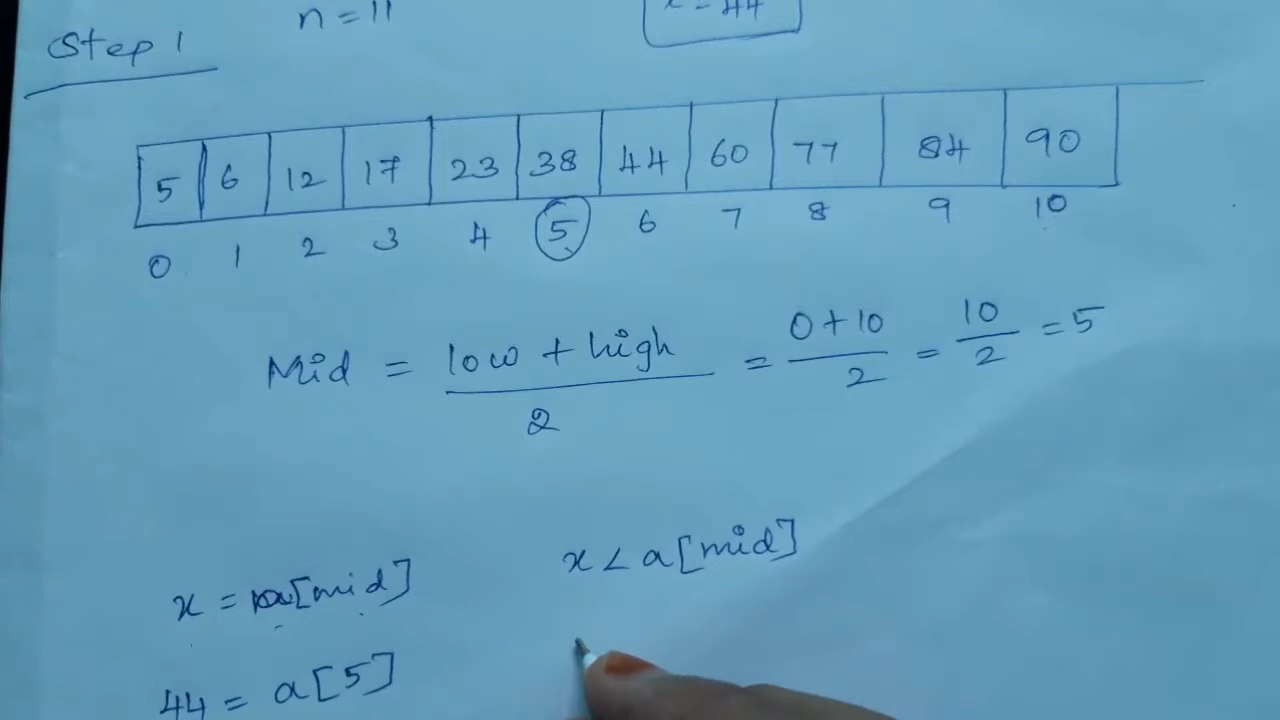 n = 11
x = 44
Step 1
5 6 12 17 23 38 44 60 77 84 90
0 1 2 3 4 5 6 7 8 9 10
Mid = low + high / 2 = 0 + 10 / 2 = 10 / 2 = 5
x = a[mid] x < a[mid]
44 = a[5]